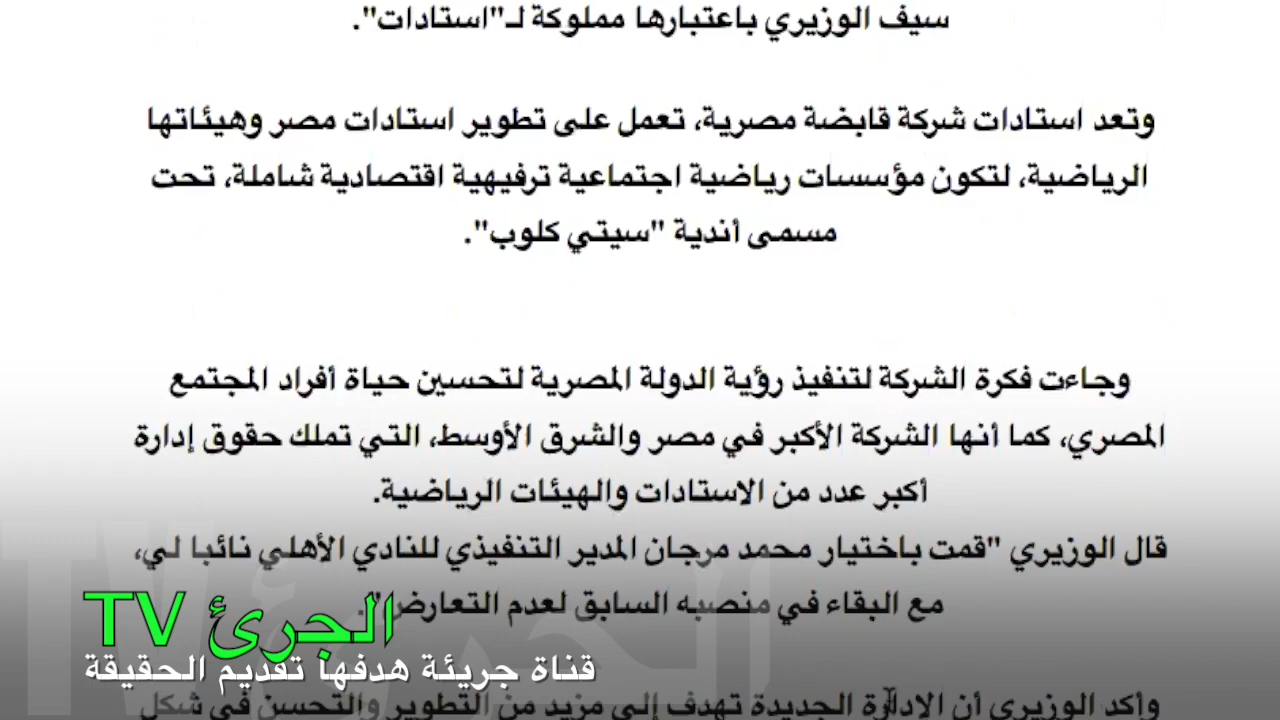 سيف الوزيري باعتبارها مملوكة لـ"استادات".
وتعد استادات شركة قابضة مصرية، تعمل على تطوير استادات مصر وهيئاتها
الرياضية، لتكون مؤسسات رياضية اجتماعية ترفيهية اقتصادية شاملة، تحت
مسمى أندية "سيتي كلوب".
وجاءت فكرة الشركة لتنفيذ رؤية الدولة المصرية لتحسين حياة أفراد المجتمع
المصري، كما أنها الشركة الأكبر في مصر والشرق الأوسط، التي تملك حقوق إدارة
أكبر عدد من الاستادات والهيئات الرياضية.
قال الوزيري "قمت باختيار محمد مرجان المدير التنفيذي للنادي الأهلي نائبا لي،
مع البقاء في منصبه السابق لعدم التعارض".
الجرئ TV
قناة جريئة هدفها تقديم الحقيقة
وأكد الوزيري أن الادارة الجديدة تهدف إلى مزيد من التطوير والتحسن في شكل